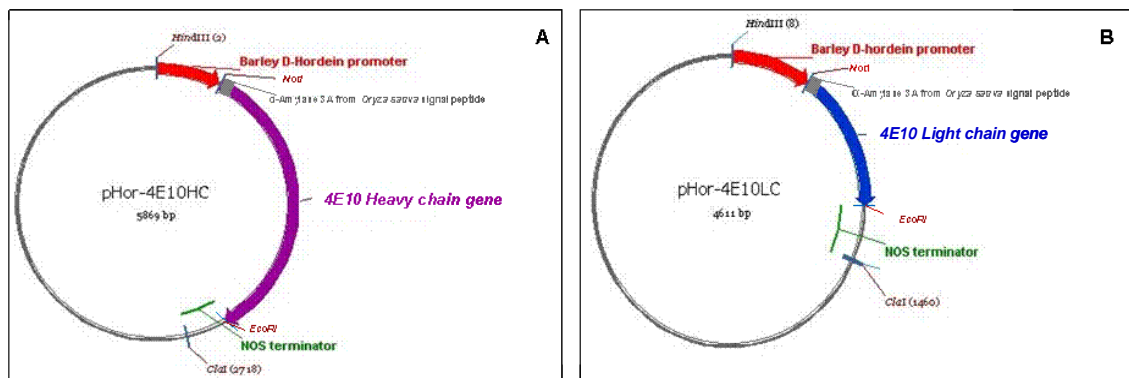 A
HindIII (2)
Barley D-Hordein promoter
NotI
α-Amylase 3A from Oryza sativa signal peptide
pHor-4E10HC
5869 bp
4E10 Heavy chain gene
EcoRI
NOS terminator
ClaI (2718)
B
HindIII (8)
Barley D-hordein promoter
NotI
α-Amylase 3A from Oryza sativa signal peptide
4E10 Light chain gene
pHor-4E10LC
4611 bp
EcoRI
NOS terminator
ClaI (1460)